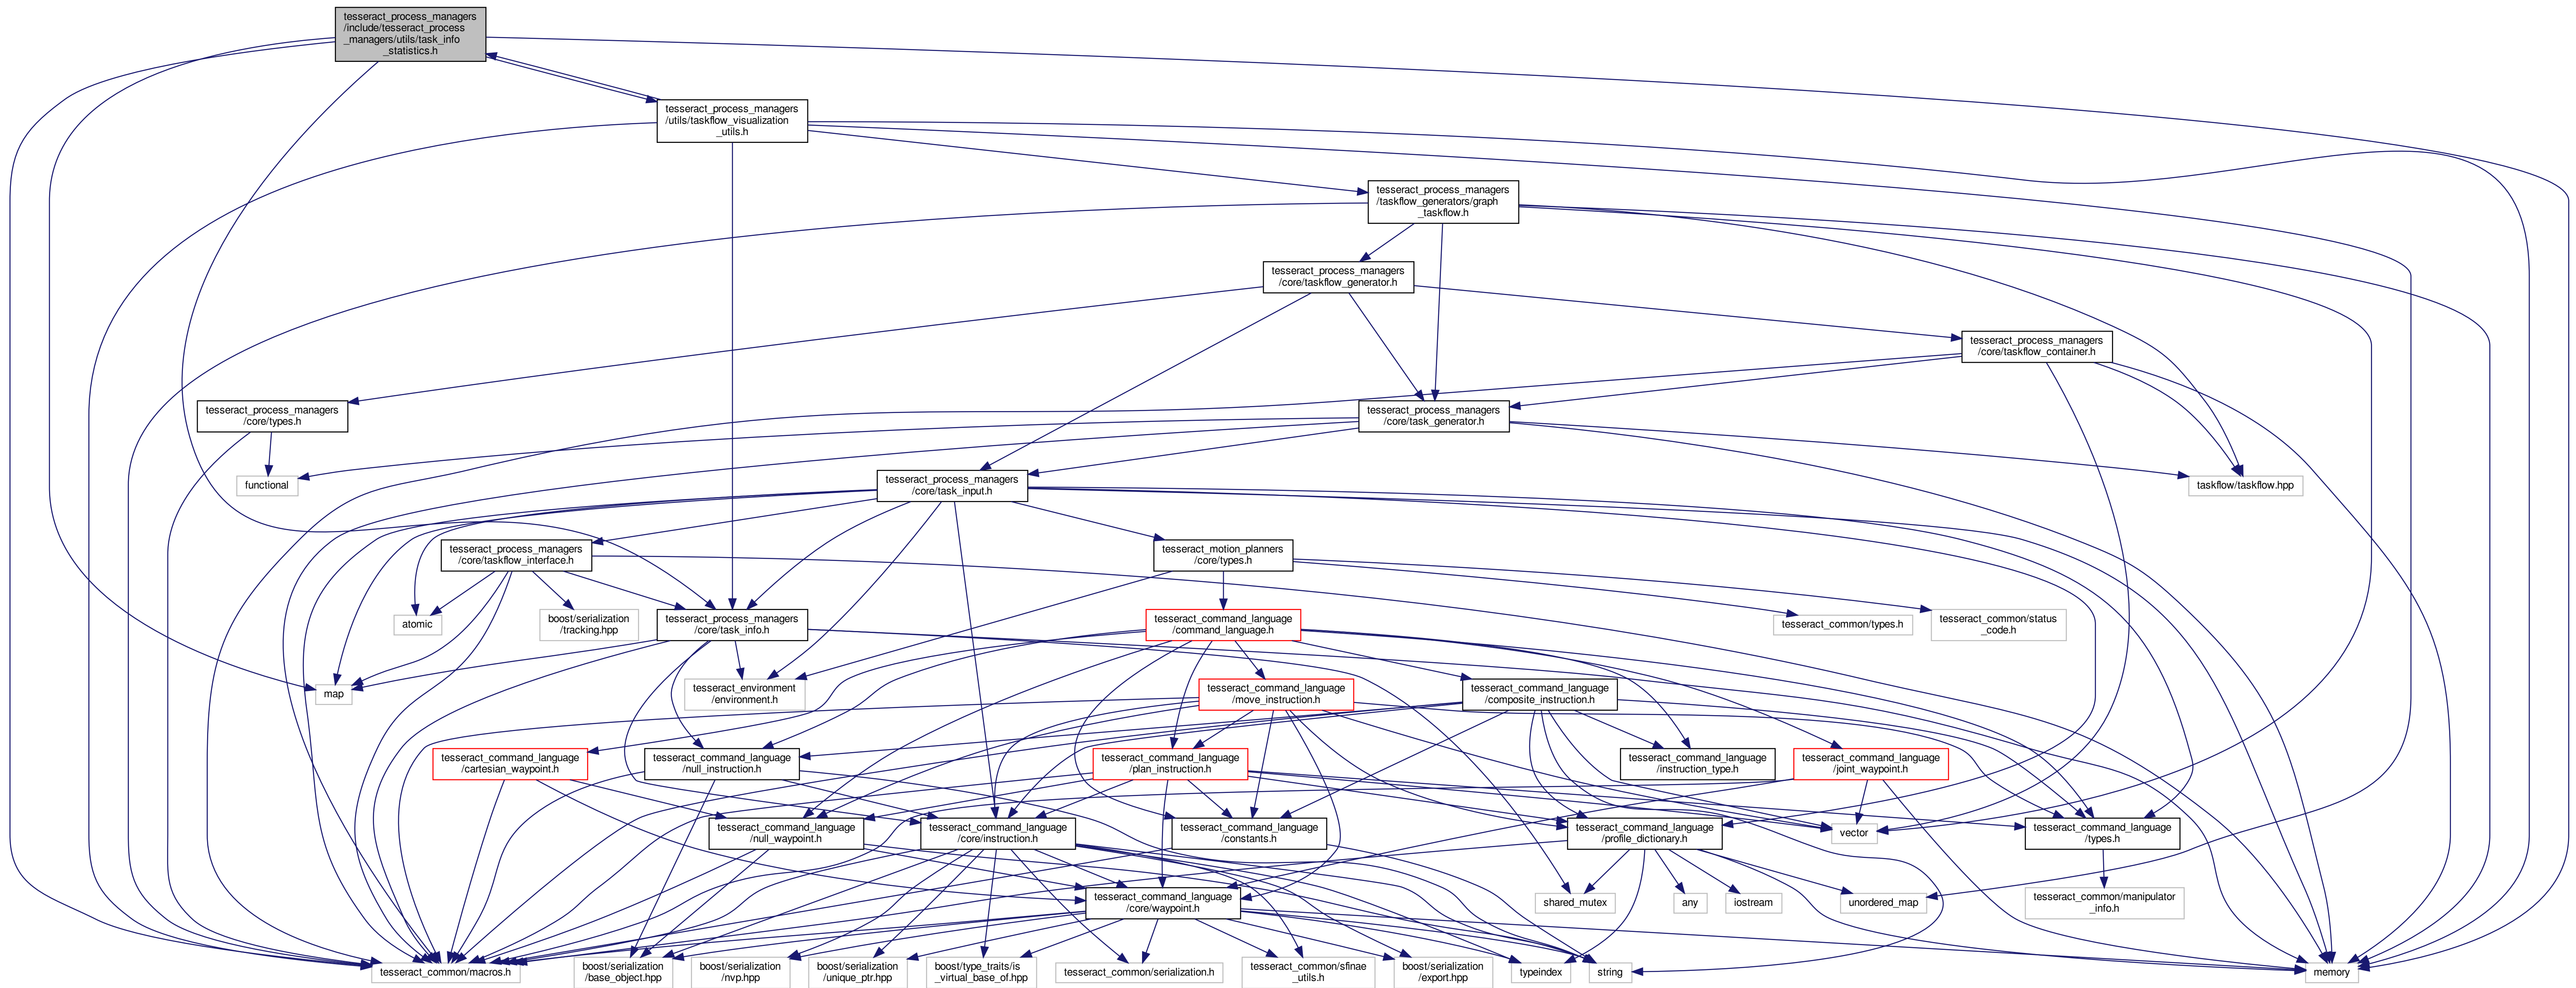 tesseract_process_managers
/include/tesseract_process
_managers/utils/task_info
_statistics.h
tesseract_process_managers
/utils/taskflow_visualization
_utils.h
tesseract_process_managers
/taskflow_generators/graph
_taskflow.h
tesseract_process_managers
/core/taskflow_generator.h
tesseract_process_managers
/core/taskflow_container.h
tesseract_process_managers
/core/types.h
tesseract_process_managers
/core/task_generator.h
functional
tesseract_process_managers
/core/task_input.h
taskflow/taskflow.hpp
tesseract_process_managers
/core/taskflow_interface.h
tesseract_motion_planners
/core/types.h
atomic
boost/serialization
/tracking.hpp
tesseract_process_managers
/core/task_info.h
tesseract_command_language
/command_language.h
tesseract_common/types.h
tesseract_common/status
_code.h
map
tesseract_environment
/environment.h
tesseract_command_language
/move_instruction.h
tesseract_command_language
/composite_instruction.h
tesseract_command_language
/cartesian_waypoint.h
tesseract_command_language
/null_instruction.h
tesseract_command_language
/plan_instruction.h
tesseract_command_language
/instruction_type.h
tesseract_command_language
/joint_waypoint.h
tesseract_command_language
/null_waypoint.h
tesseract_command_language
/core/instruction.h
tesseract_command_language
/constants.h
tesseract_command_language
/profile_dictionary.h
vector
tesseract_command_language
/types.h
tesseract_command_language
/core/waypoint.h
shared_mutex
any
iostream
unordered_map
tesseract_common/manipulator
_info.h
tesseract_common/macros.h
boost/serialization
/base_object.hpp
boost/serialization
/nvp.hpp
boost/serialization
/unique_ptr.hpp
boost/type_traits/is
_virtual_base_of.hpp
tesseract_common/serialization.h
tesseract_common/sfinae
_utils.h
boost/serialization
/export.hpp
typeindex
string
memory